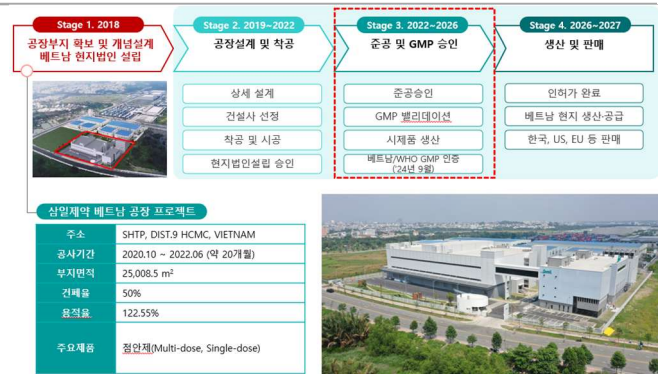 Stage 1. 2018
공장부지 확보 및 개념설계
베트남 현지법인 설립
Stage 2. 2019~2022
공장설계 및 착공
상세 설계
건설사 선정
착공 및 시공
현지법인설립 승인
Stage 3. 2022~2026
준공 및 GMP 승인
준공승인
GMP 밸리데이션
시제품 생산
베트남/WHO GMP 인증
('24년 9월)
Stage 4. 2026~2027
생산 및 판매
인허가 완료
베트남 현지 생산·공급
한국, US, EU 등 판매
삼일제약 베트남 공장 프로젝트
주소 SHTP, DIST.9 HCMC, VIETNAM
공사기간 2020.10 ~ 2022.06 (약 20개월)
부지면적 25,008.5 m²
건폐율 50%
용적율 122.55%
주요제품 점안제(Multi-dose, Single-dose)